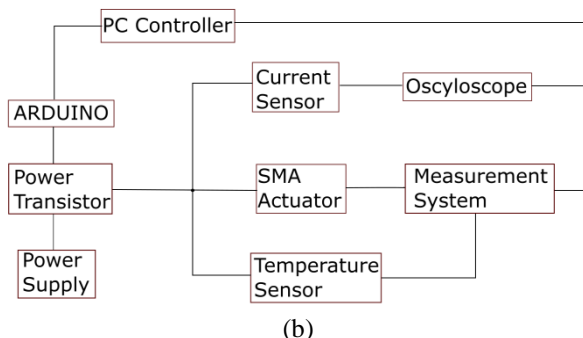 PC Controller
Current
Sensor
Oscyloscope
ARDUINO
Power
Transistor
SMA
Actuator
Measurement
System
Power
Supply
Temperature
Sensor
(b)